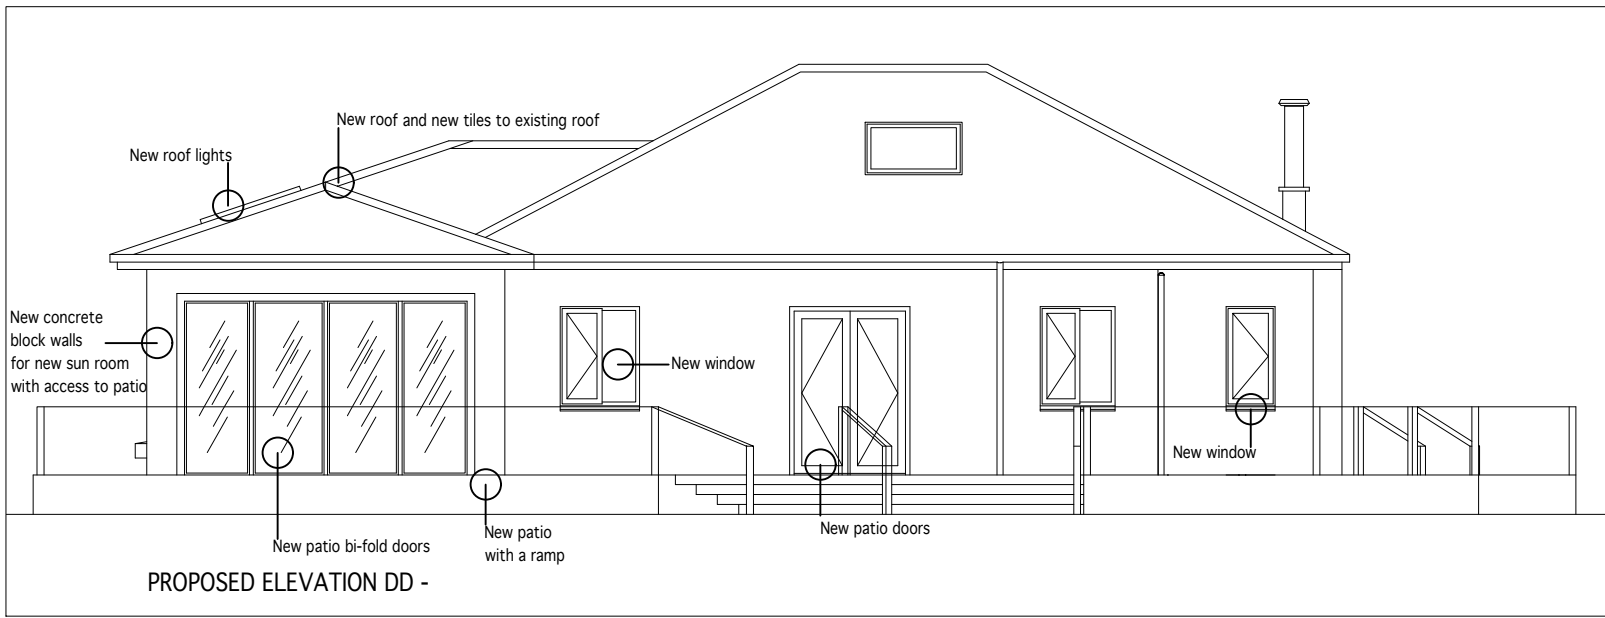 New roof and new tiles to existing roof
New roof lights
New concrete
block walls
for new sun room
with access to patio
New window
New window
New patio bi-fold doors
New patio
with a ramp
New patio doors
PROPOSED ELEVATION DD -